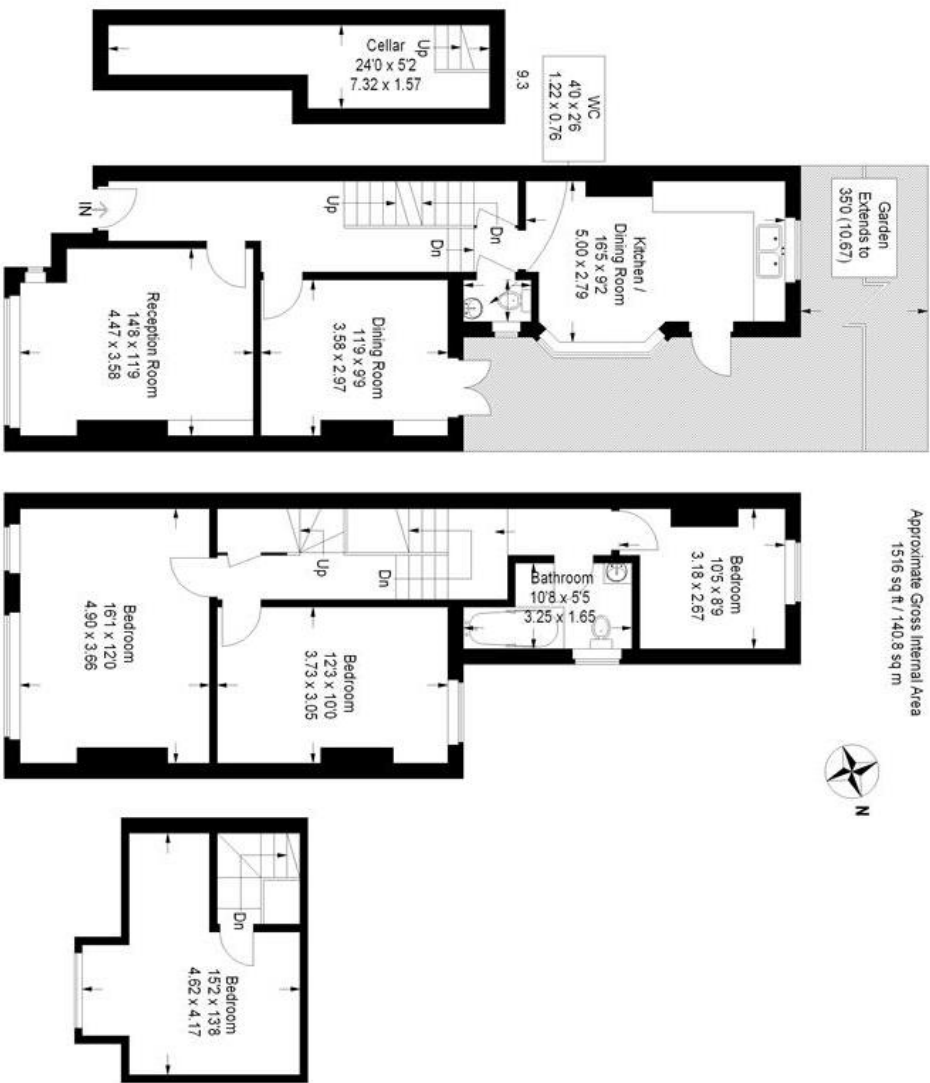 Approximate Gross Internal Area
1516 sq ft / 140.8 sq m
N
Cellar
24'0 x 5'2
7.32 x 1.57
Up
9.3
WC
4'0 x 2'6
1.22 x 0.76
Garden
Extends to
35'0 (10.67)
Kitchen /
Dining Room
16'5 x 9'2
5.00 x 2.79
Dn
Dn
Up
IN
Dining Room
11'9 x 9'9
3.58 x 2.97
Reception Room
14'8 x 11'9
4.47 x 3.58
Bedroom
10'5 x 8'9
3.18 x 2.67
Bathroom
10'8 x 5'5
3.25 x 1.65
Dn
Up
Bedroom
12'3 x 10'0
3.73 x 3.05
Bedroom
16'1 x 12'0
4.90 x 3.66
Dn
Bedroom
15'2 x 13'8
4.62 x 4.17